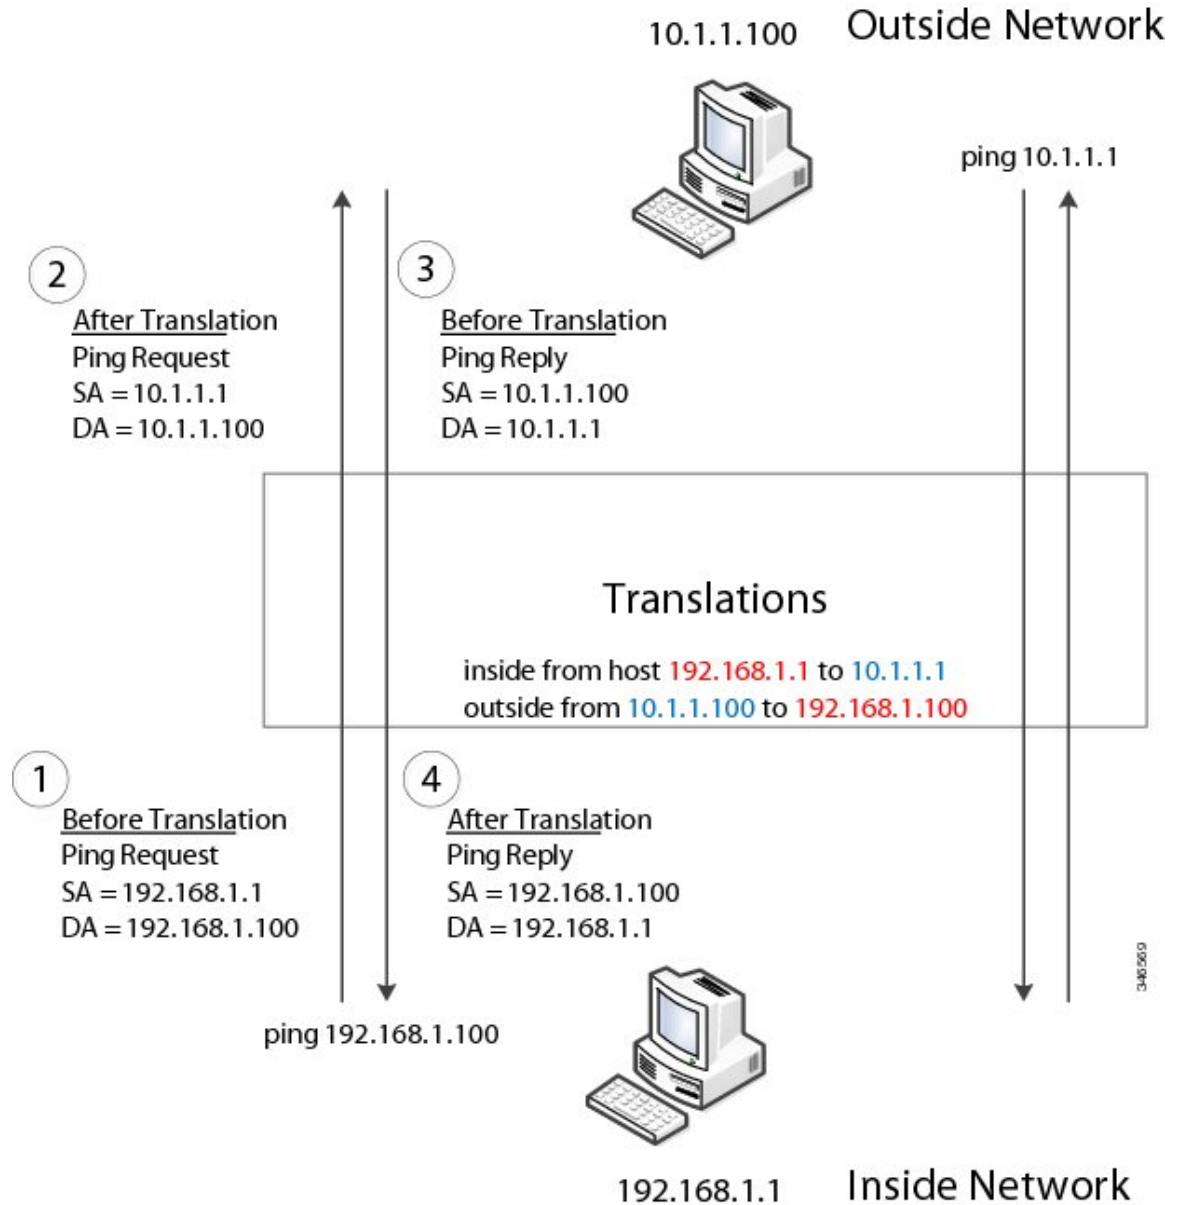 10.1.1.100
Outside Network
ping 10.1.1.1
2
After Translation
Ping Request
SA = 10.1.1.1
DA = 10.1.1.100
3
Before Translation
Ping Reply
SA = 10.1.1.100
DA = 10.1.1.1
Translations
inside from host 192.168.1.1 to 10.1.1.1
outside from 10.1.1.100 to 192.168.1.100
1
Before Translation
Ping Request
SA = 192.168.1.1
DA = 192.168.1.100
4
After Translation
Ping Reply
SA = 192.168.1.100
DA = 192.168.1.1
346569
ping 192.168.1.100
192.168.1.1
Inside Network